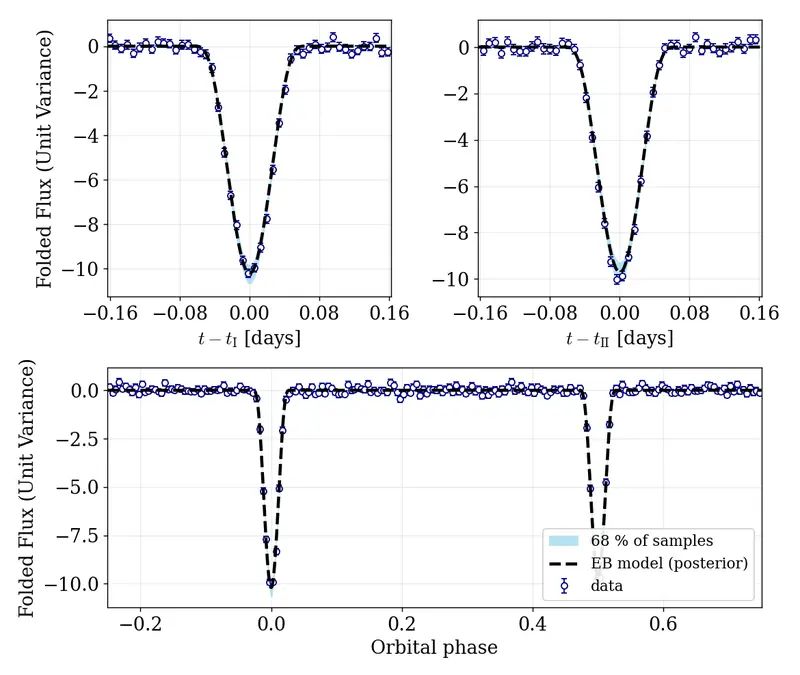 Folded Flux (Unit Variance)
0
−2
−4
−6
−8
−10
−0.16 −0.08 0.00 0.08 0.16
t − t_I [days]
0
−2
−4
−6
−8
−10
−0.16 −0.08 0.00 0.08 0.16
t − t_II [days]
Folded Flux (Unit Variance)
0.0
−2.5
−5.0
−7.5
−10.0
68 % of samples
EB model (posterior)
data
−0.2 0.0 0.2 0.4 0.6
Orbital phase